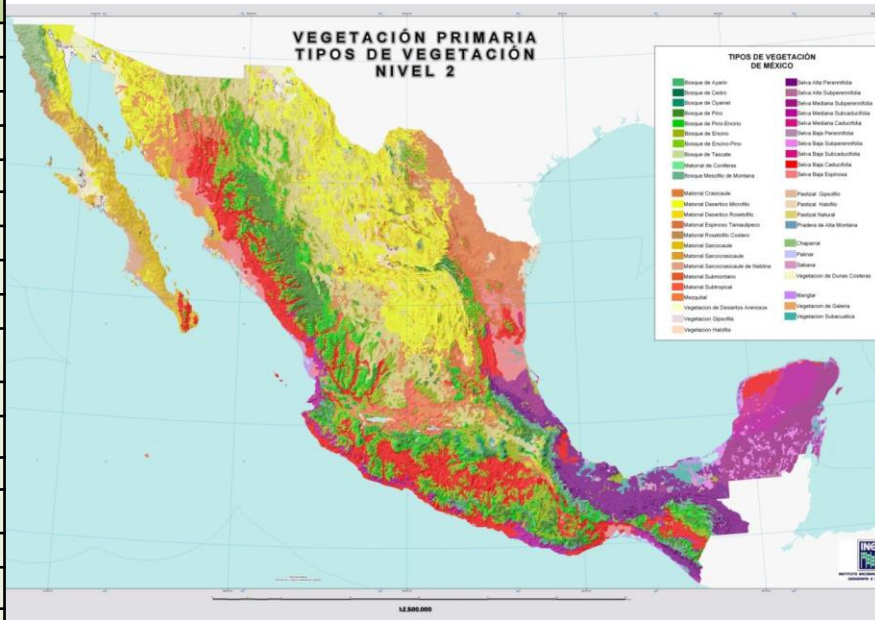 VEGETACIÓN PRIMARIA
TIPOS DE VEGETACIÓN
NIVEL 2
TIPOS DE VEGETACIÓN
DE MÉXICO
Bosque de Ayarin
Bosque de Cedro
Bosque de Oyamel
Bosque de Pino
Bosque de Pino-Encino
Bosque de Encino
Bosque de Encino-Pino
Bosque de Tascate
Matorral de Coniferas
Bosque Mesofilo de Montana
Matorral Crasicaule
Matorral Desertico Microfilo
Matorral Desertico Rosetofilo
Matorral Espinoso Tamaulipeco
Matorral Rosetofilo Costero
Matorral Sarcocaule
Matorral Sarcocrasicaule
Matorral Sarcocrasicaule de Neblina
Matorral Submontano
Matorral Subtropical
Mezquital
Vegetacion de Desiertos Arenosos
Vegetacion Gipsofila
Vegetacion Halofila
Selva Alta Perennifolia
Selva Alta Subperennifolia
Selva Mediana Subperennifolia
Selva Mediana Subcaducifolia
Selva Mediana Caducifolia
Selva Baja Perennifolia
Selva Baja Subperennifolia
Selva Baja Subcaducifolia
Selva Baja Caducifolia
Selva Baja Espinosa
Pastizal Gipsofilo
Pastizal Halofilo
Pastizal Natural
Pradera de Alta Montana
Chaparral
Palmar
Sabana
Vegetacion de Dunas Costeras
Manglar
Vegetacion de Galeria
Vegetacion Subacuatica
1:2.500.000